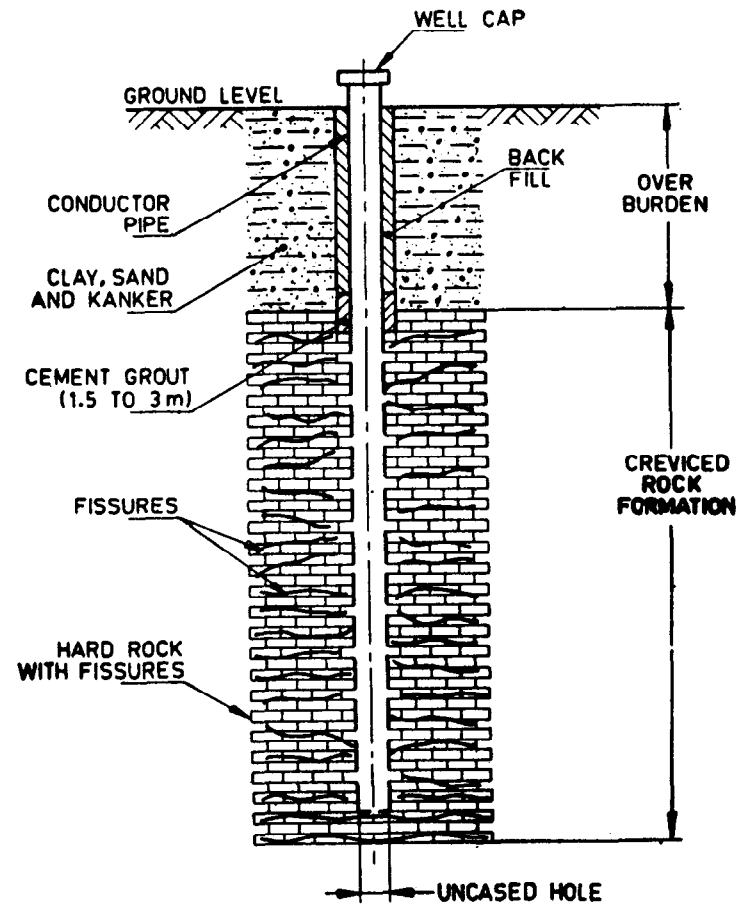 WELL CAP
GROUND LEVEL
BACK
FILL
OVER
BURDEN
CONDUCTOR
PIPE
CLAY, SAND
AND KANKER
CEMENT GROUT
(1.5 TO 3m)
CREVICED
ROCK
FORMATION
FISSURES
HARD ROCK
WITH FISSURES
UNCASED HOLE